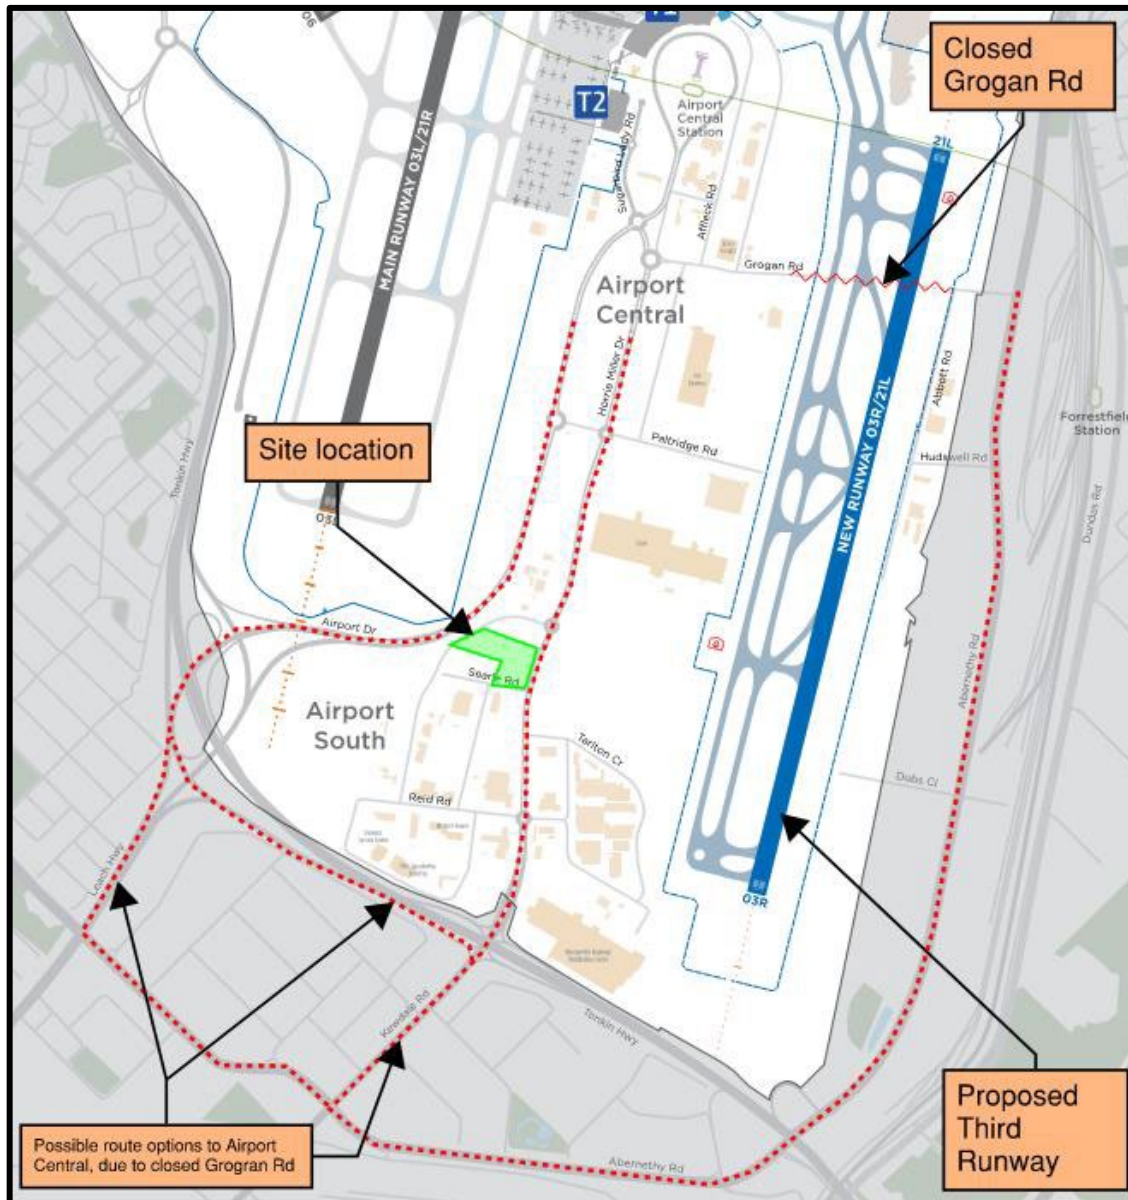 Closed
Grogan Rd
T2
Airport
Central
Station
21L
Sugarbird Lady Rd
Affleck Rd
MAIN RUNWAY 03L/21R
Grogan Rd
Airport
Central
Horrie Miller Dr
Abbott Rd
Forrestfield
Station
Tonkin Hwy
Site location
Paltridge Rd
Hudswell Rd
Dundas Rd
NEW RUNWAY 03R/21L
Airport Dr
Abernethy Rd
Airport
South
Tarlton Cr
Reid Rd
Leach Hwy
03R
Kewdale Rd
Tonkin Hwy
Proposed
Third
Runway
Possible route options to Airport
Central, due to closed Grogran Rd
Abernethy Rd